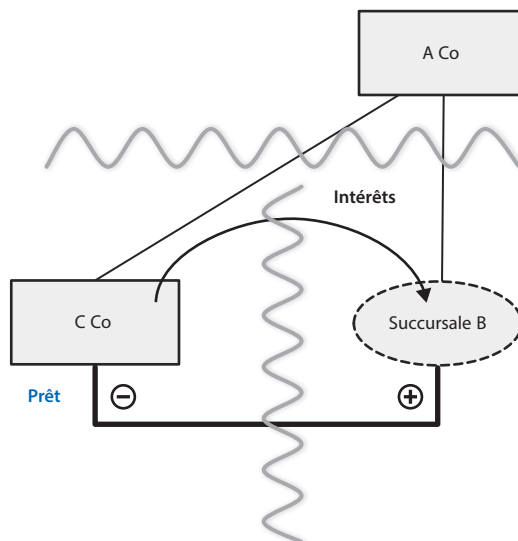 A Co
Intérêts
C Co
Succursale B
Prêt
− +